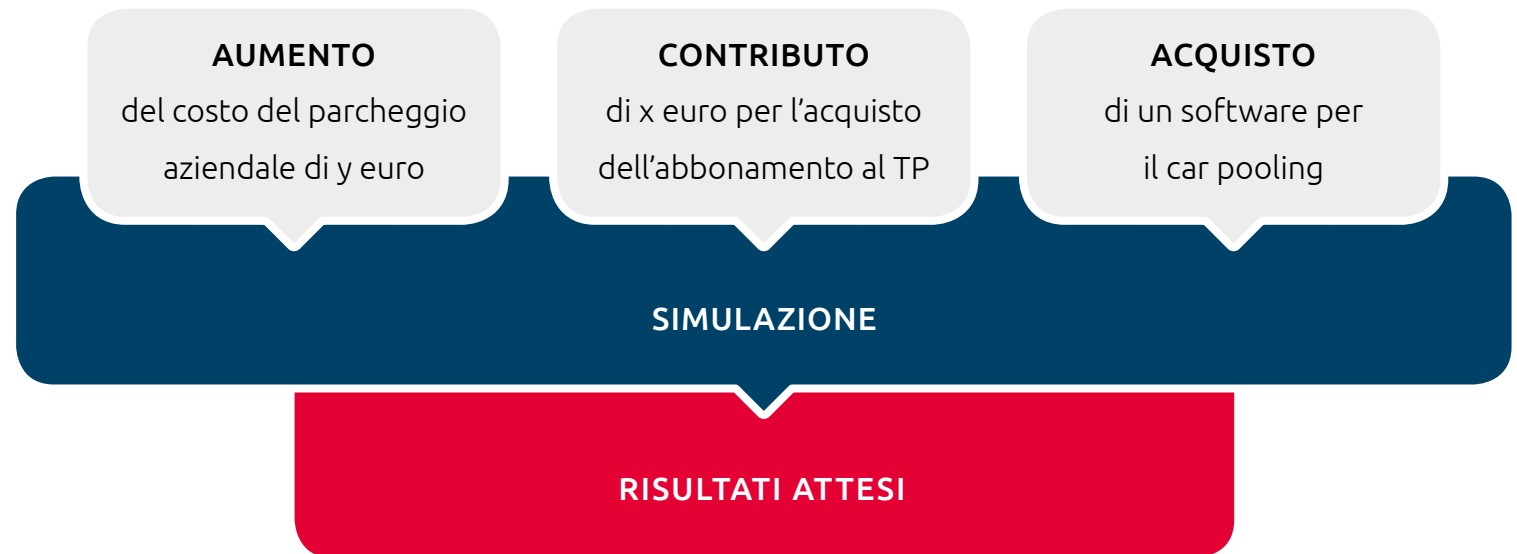 AUMENTO
del costo del parcheggio
aziendale di y euro
CONTRIBUTO
di x euro per l’acquisto
dell’abbonamento al TP
ACQUISTO
di un software per
il car pooling
SIMULAZIONE
RISULTATI ATTESI